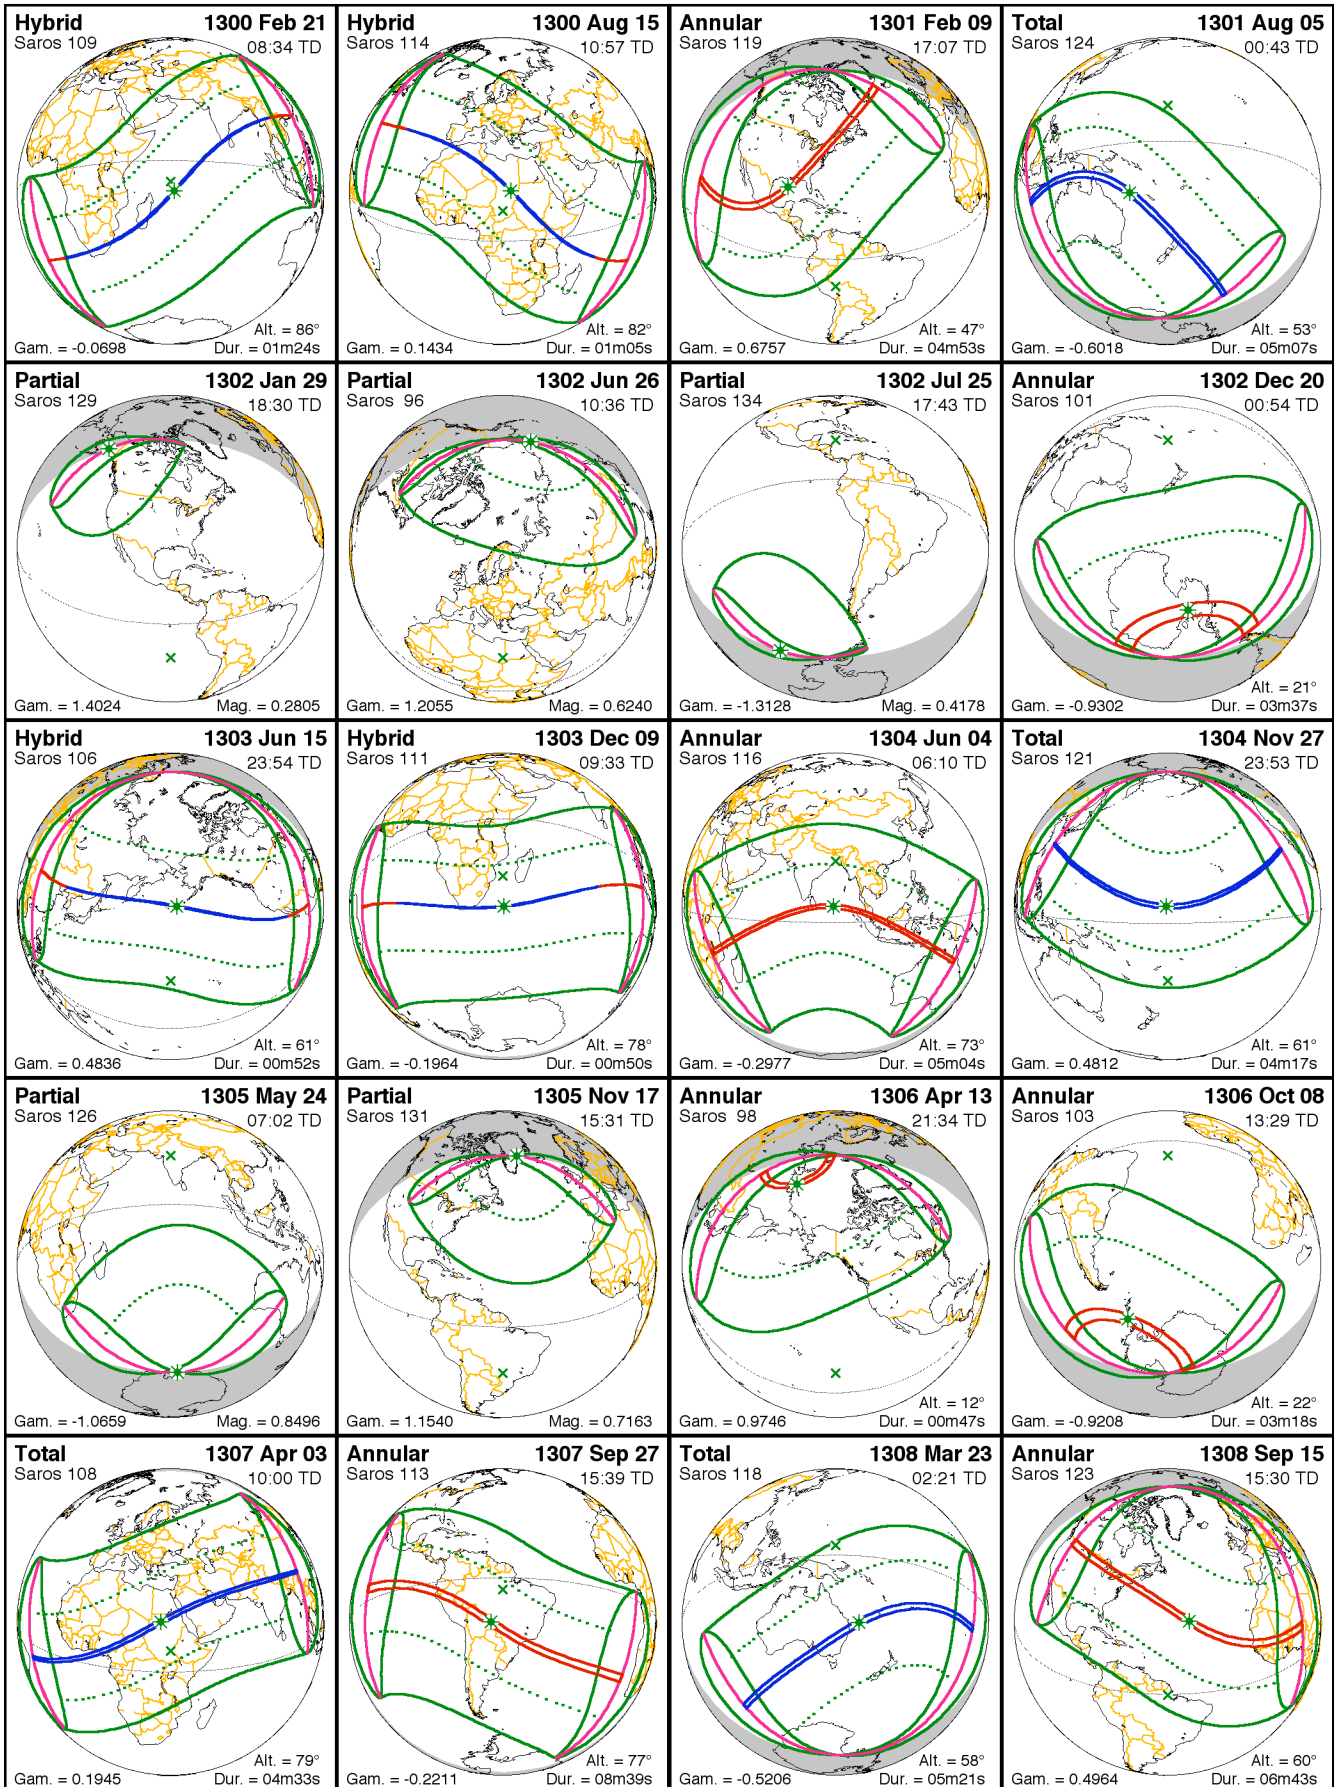 Hybrid 1300 Feb 21
Saros 109 08:34 TD
Alt. = 86°
Gam. = -0.0698 Dur. = 01m24s
Hybrid 1300 Aug 15
Saros 114 10:57 TD
Alt. = 82°
Gam. = 0.1434 Dur. = 01m05s
Annular 1301 Feb 09
Saros 119 17:07 TD
Alt. = 47°
Gam. = 0.6757 Dur. = 04m53s
Total 1301 Aug 05
Saros 124 00:43 TD
Alt. = 53°
Gam. = -0.6018 Dur. = 05m07s
Partial 1302 Jan 29
Saros 129 18:30 TD
Gam. = 1.4024 Mag. = 0.2805
Partial 1302 Jun 26
Saros 96 10:36 TD
Gam. = 1.2055 Mag. = 0.6240
Partial 1302 Jul 25
Saros 134 17:43 TD
Gam. = -1.3128 Mag. = 0.4178
Annular 1302 Dec 20
Saros 101 00:54 TD
Alt. = 21°
Gam. = -0.9302 Dur. = 03m37s
Hybrid 1303 Jun 15
Saros 106 23:54 TD
Alt. = 61°
Gam. = 0.4836 Dur. = 00m52s
Hybrid 1303 Dec 09
Saros 111 09:33 TD
Alt. = 78°
Gam. = -0.1964 Dur. = 00m50s
Annular 1304 Jun 04
Saros 116 06:10 TD
Alt. = 73°
Gam. = -0.2977 Dur. = 05m04s
Total 1304 Nov 27
Saros 121 23:53 TD
Alt. = 61°
Gam. = 0.4812 Dur. = 04m17s
Partial 1305 May 24
Saros 126 07:02 TD
Gam. = -1.0659 Mag. = 0.8496
Partial 1305 Nov 17
Saros 131 15:31 TD
Gam. = 1.1540 Mag. = 0.7163
Annular 1306 Apr 13
Saros 98 21:34 TD
Alt. = 12°
Gam. = 0.9746 Dur. = 00m47s
Annular 1306 Oct 08
Saros 103 13:29 TD
Alt. = 22°
Gam. = -0.9208 Dur. = 03m18s
Total 1307 Apr 03
Saros 108 10:00 TD
Alt. = 79°
Gam. = 0.1945 Dur. = 04m33s
Annular 1307 Sep 27
Saros 113 15:39 TD
Alt. = 77°
Gam. = -0.2211 Dur. = 08m39s
Total 1308 Mar 23
Saros 118 02:21 TD
Alt. = 58°
Gam. = -0.5206 Dur. = 05m21s
Annular 1308 Sep 15
Saros 123 15:30 TD
Alt. = 60°
Gam. = 0.4964 Dur. = 06m43s